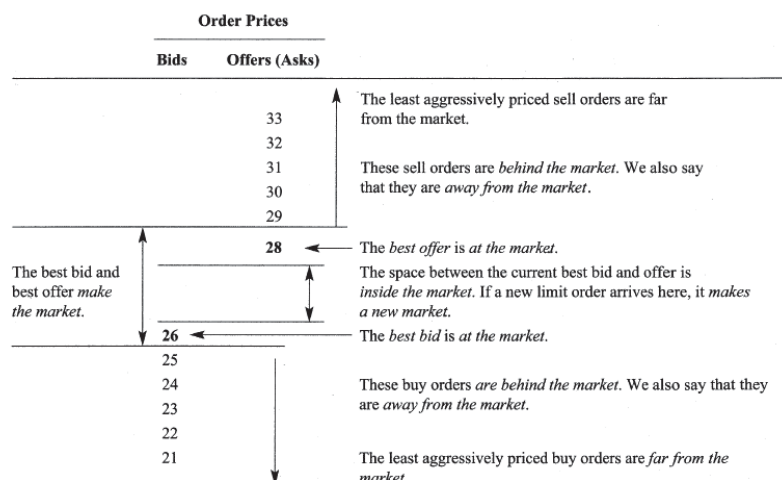 Order Prices
Bids Offers (Asks)
The least aggressively priced sell orders are far
33 from the market.
32
31 These sell orders are behind the market. We also say
30 that they are away from the market.
29
28 The best offer is at the market.
The best bid and The space between the current best bid and offer is
best offer make inside the market. If a new limit order arrives here, it makes
the market. a new market.
26 The best bid is at the market.
25
24 These buy orders are behind the market. We also say that they
23 are away from the market.
22
21 The least aggressively priced buy orders are far from the
market